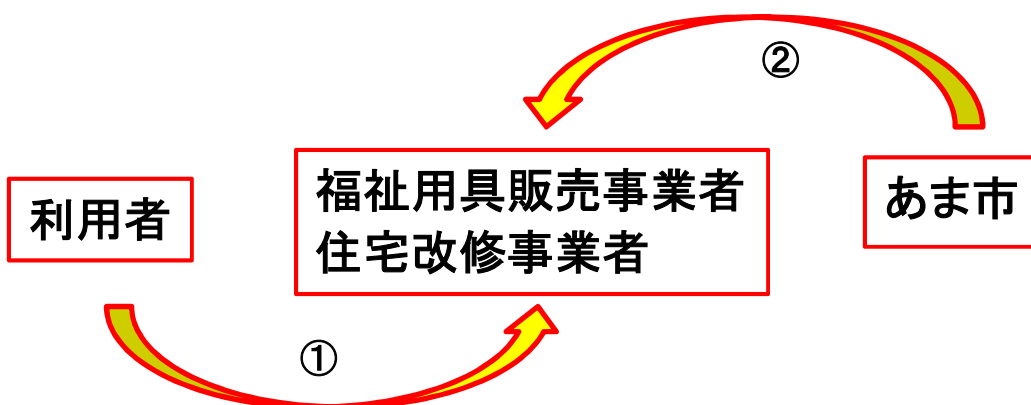 ②
利用者
福祉用具販売事業者
住宅改修事業者
あま市
①